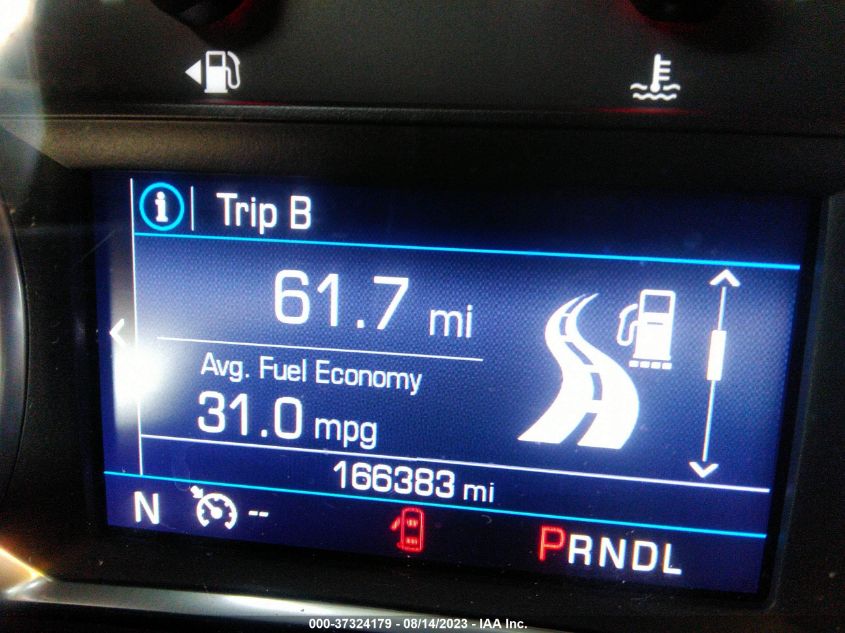 Trip B
61.7 mi
Avg. Fuel Economy
31.0 mpg
166383 mi
N -- PRNDL
000-37324179 - 08/14/2023 - IAA Inc.